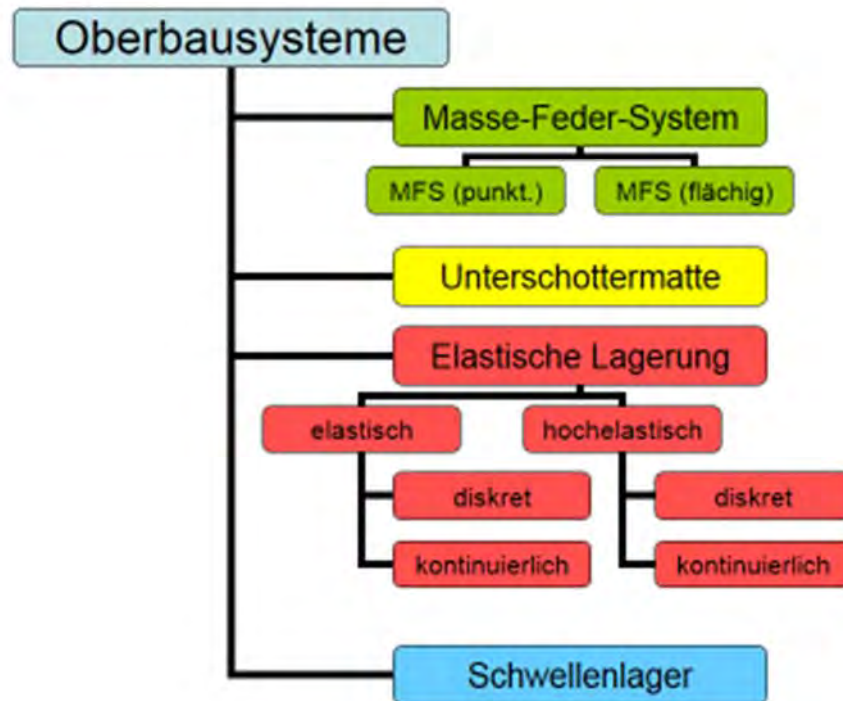 Oberbausysteme
Masse-Feder-System
MFS (punkt.)
MFS (flächig)
Unterschottermatte
Elastische Lagerung
elastisch
hochelastisch
diskret
diskret
kontinuierlich
kontinuierlich
Schwellenlager